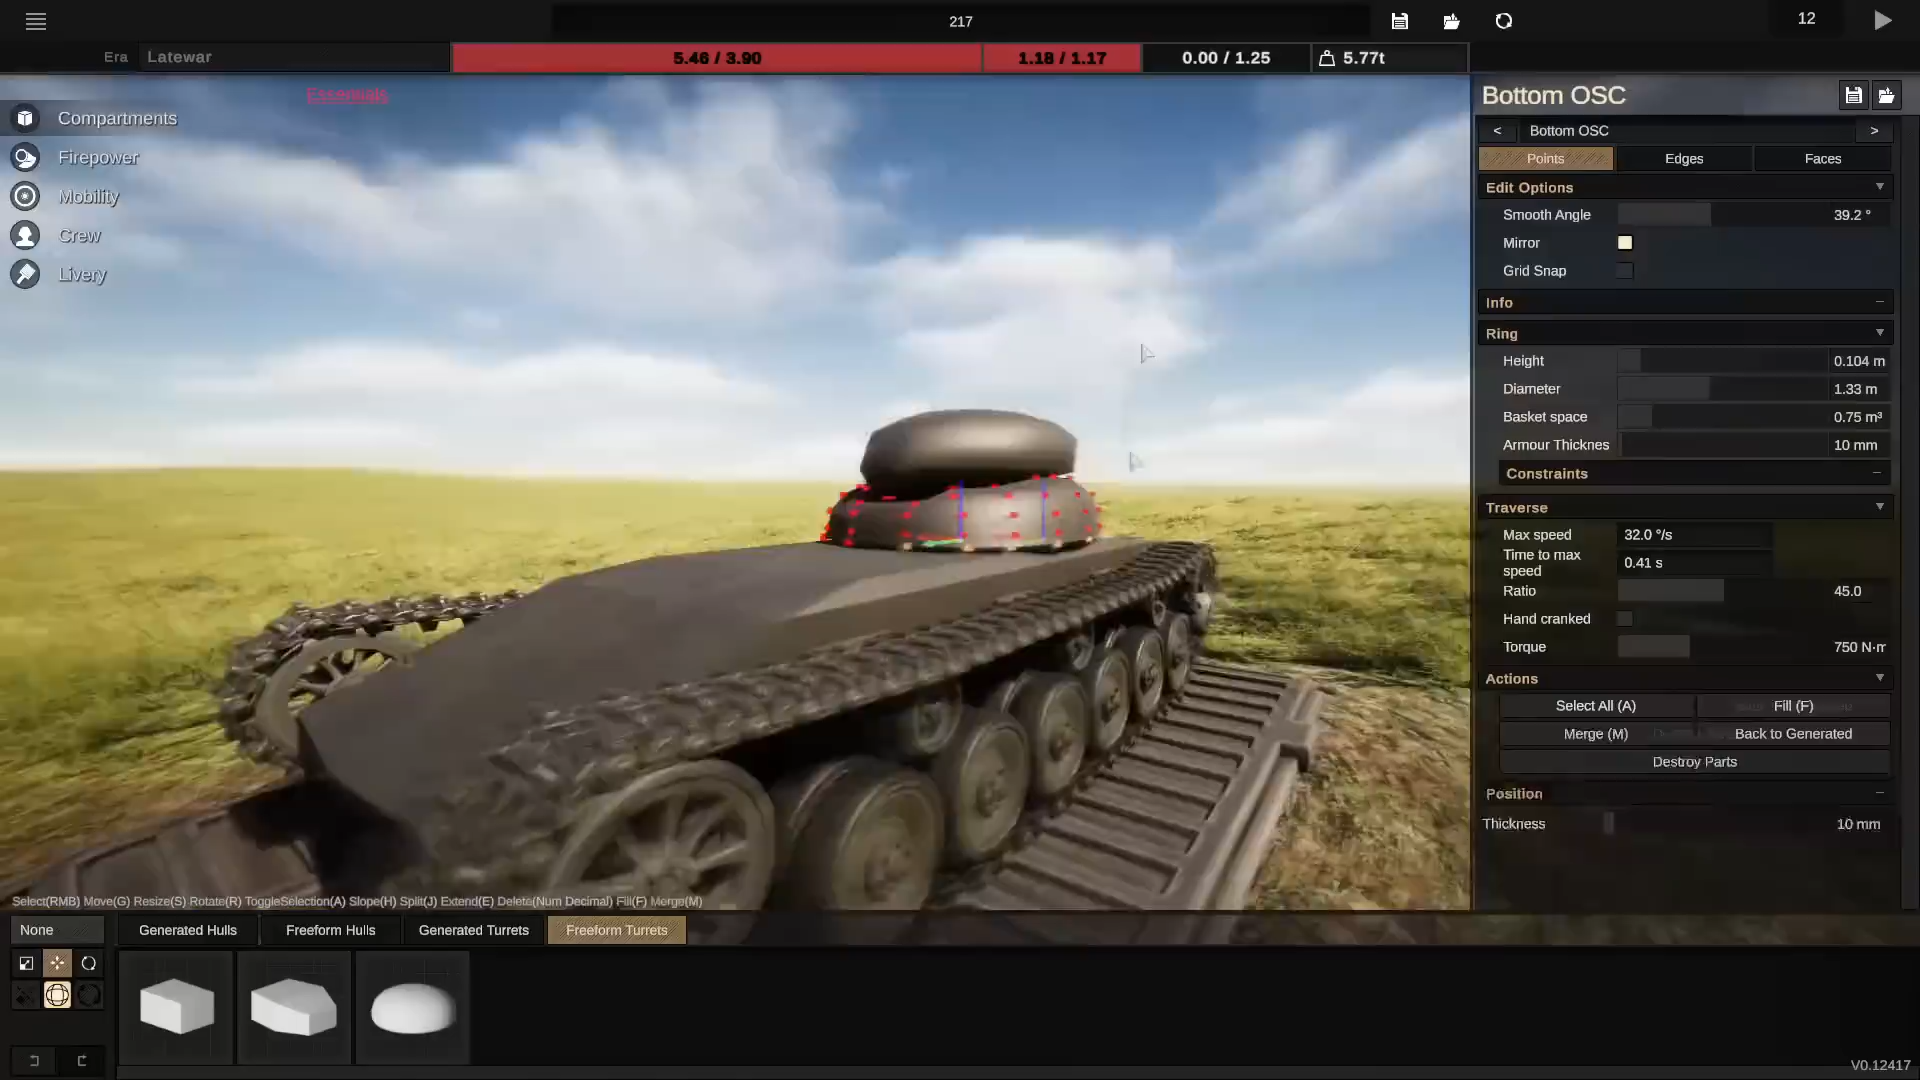 217
12
Era Latewar
5.46 / 3.90
1.18 / 1.17
0.00 / 1.25
5.77t
Essentials
Compartments
Firepower
Mobility
Crew
Livery
Bottom OSC
< Bottom OSC >
Points Edges Faces
Edit Options
Smooth Angle 39.2 °
Mirror
Grid Snap
Info
Ring
Height 0.104 m
Diameter 1.33 m
Basket space 0.75 m³
Armour Thicknes 10 mm
Constraints
Traverse
Max speed 32.0 °/s
Time to max
speed 0.41 s
Ratio 45.0
Hand cranked
Torque 750 N·m
Actions
Select All (A) Fill (F)
Merge (M) Back to Generated
Destroy Parts
Position
Thickness 10 mm
Select(RMB) Move(G) Resize(S) Rotate(R) ToggleSelection(A) Slope(H) Split(J) Extend(E) Delete(Num Decimal) Fill(F) Merge(M)
None
Generated Hulls Freeform Hulls Generated Turrets Freeform Turrets
V0.12417